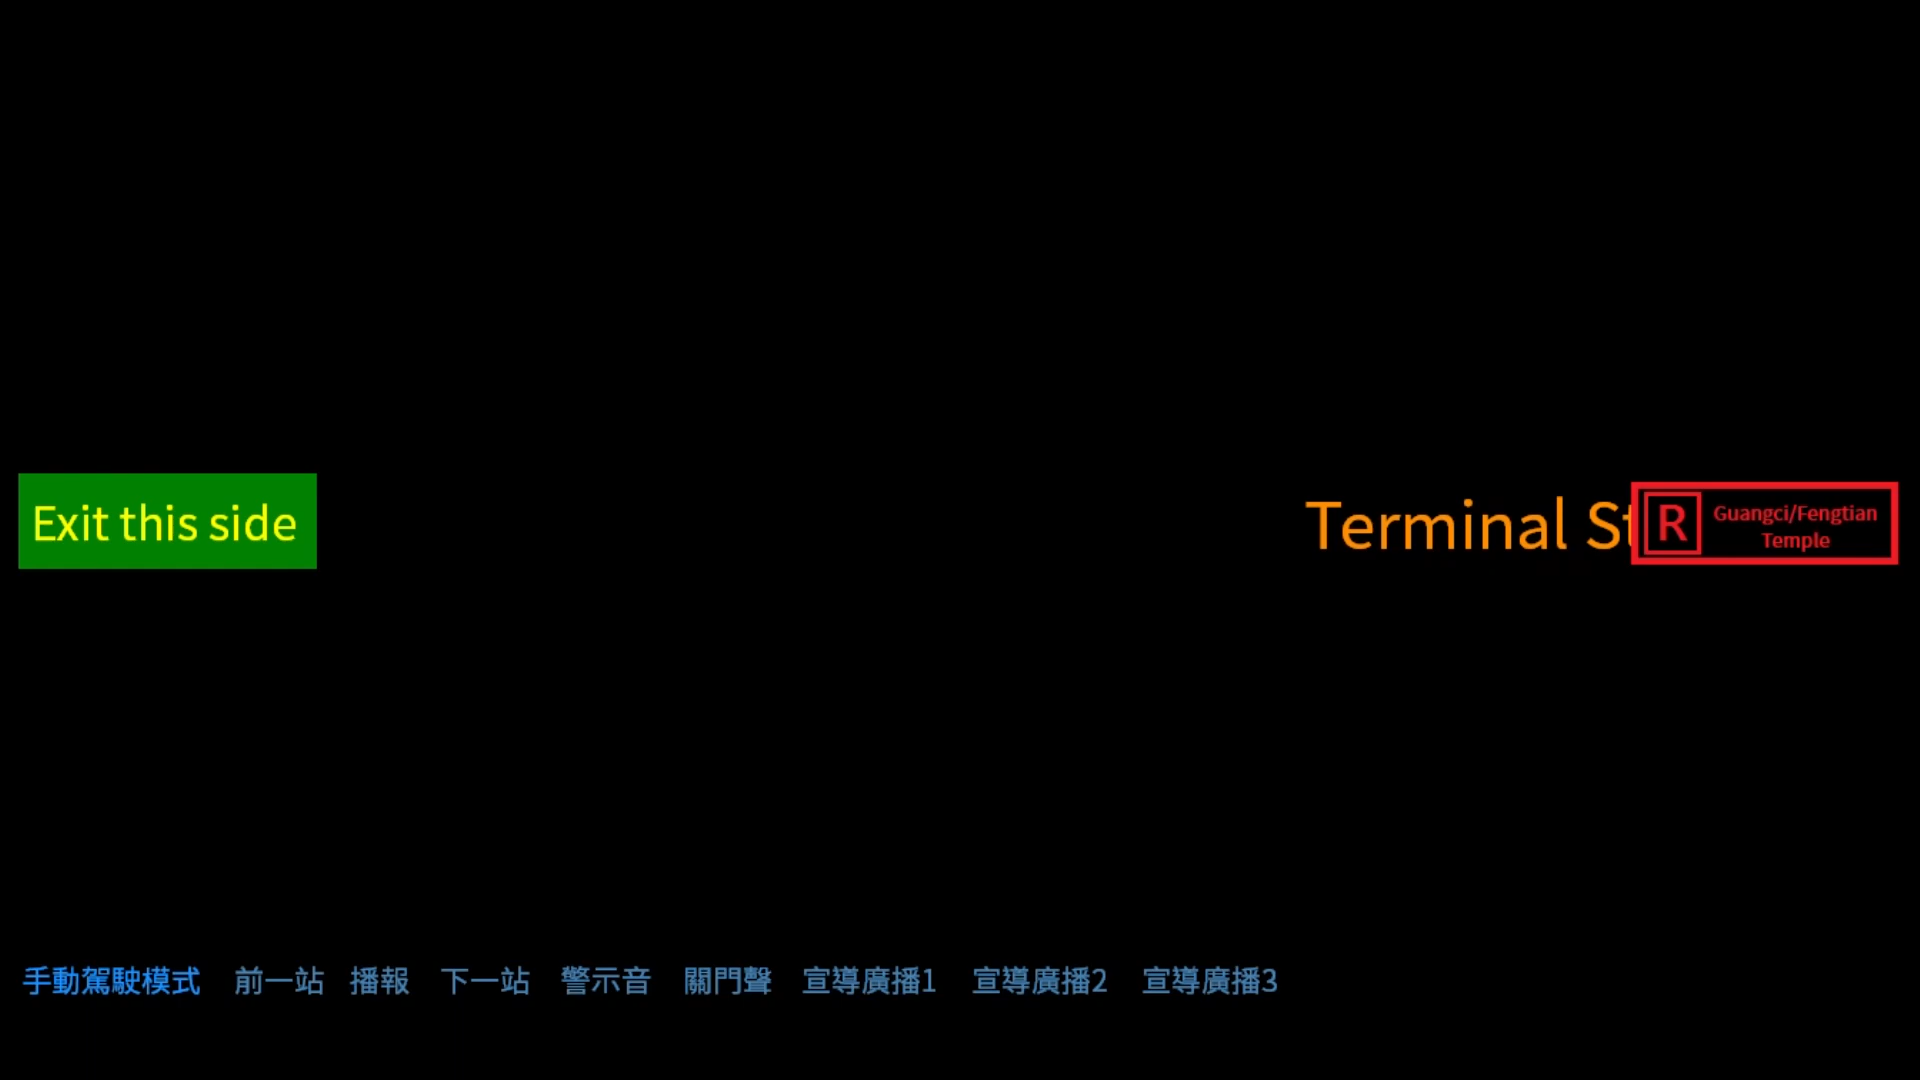 Exit this side
Terminal
R
Guangci/Fengtian
Temple
手動駕駛模式 前一站 播報 下一站 警示音 關門聲 宣導廣播1 宣導廣播2 宣導廣播3